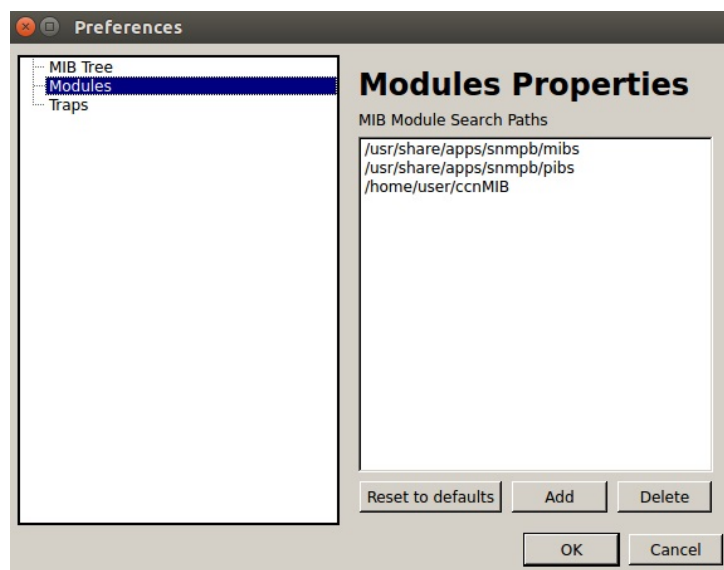 Preferences
MIB Tree
Modules
Traps
Modules Properties
MIB Module Search Paths
/usr/share/apps/snmpb/mibs
/usr/share/apps/snmpb/pibs
/home/user/ccnMIB
Reset to defaults
Add
Delete
OK
Cancel